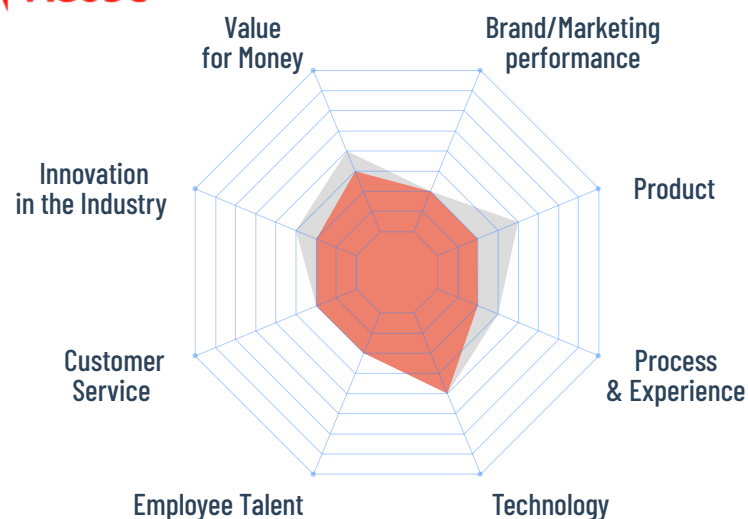 Value
for Money
Brand/Marketing
performance
Innovation
in the Industry
Product
Customer
Service
Process
& Experience
Employee Talent
Technology